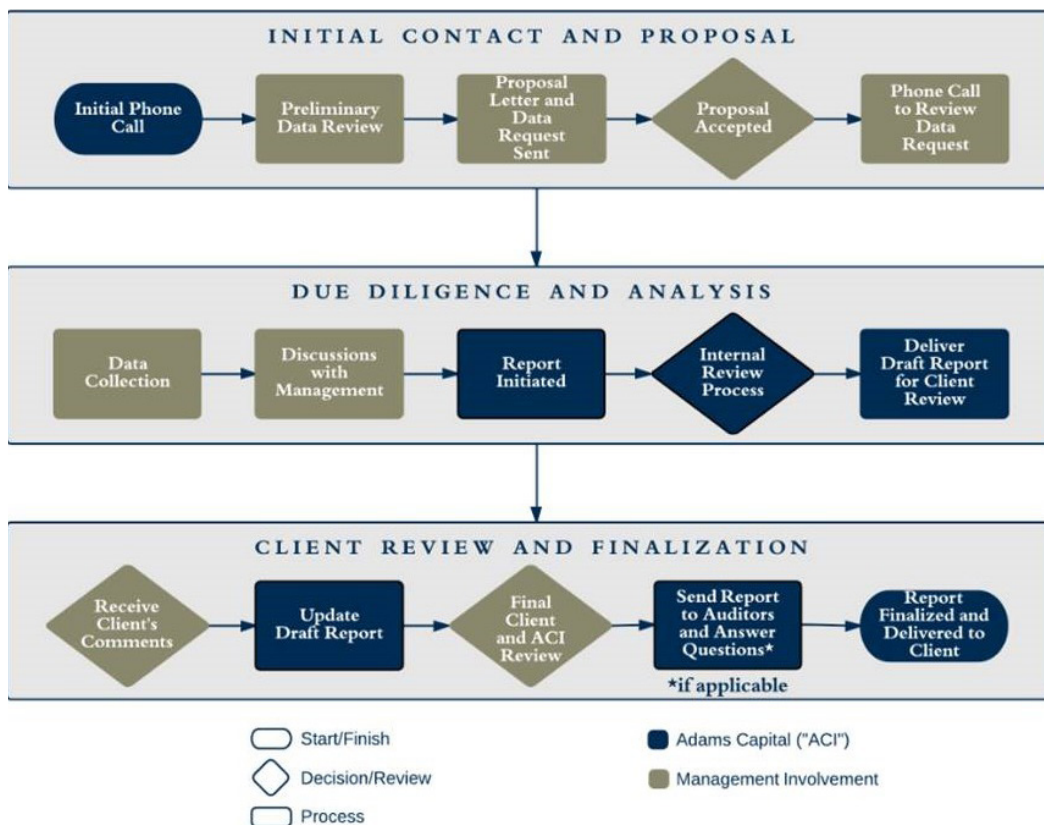 INITIAL CONTACT AND PROPOSAL
Initial Phone
Call
Preliminary
Data Review
Proposal
Letter and
Data
Request
Sent
Proposal
Accepted
Phone Call
to Review
Data
Request
DUE DILIGENCE AND ANALYSIS
Data
Collection
Discussions
with
Management
Report
Initiated
Internal
Review
Process
Deliver
Draft Report
for Client
Review
CLIENT REVIEW AND FINALIZATION
Receive
Client's
Comments
Update
Draft Report
Final
Client
and ACI
Review
Send Report
to Auditors
and Answer
Questions*
*if applicable
Report
Finalized and
Delivered to
Client
Start/Finish
Decision/Review
Process
Adams Capital ("ACI")
Management Involvement